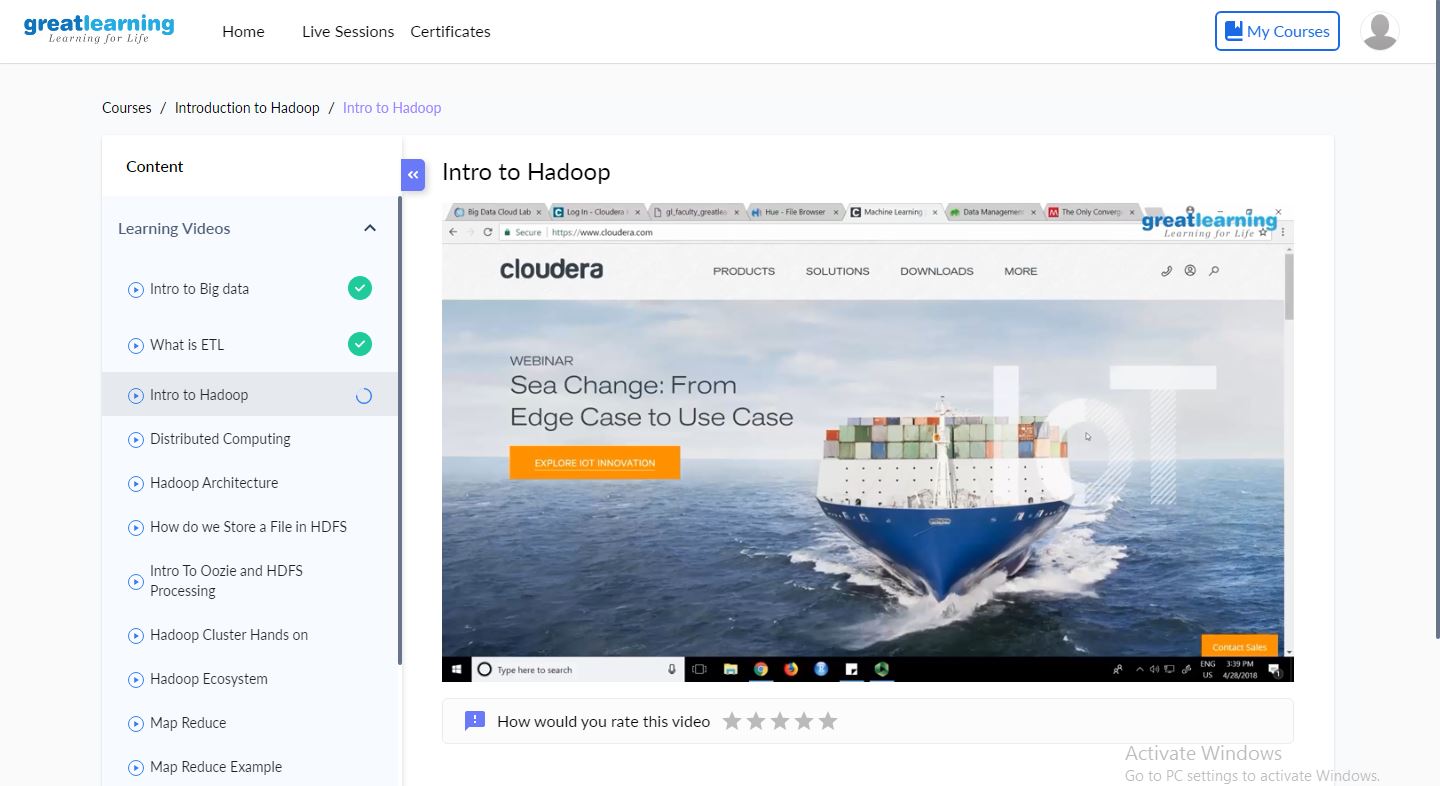 greatlearning
Learning for Life
Home
Live Sessions
Certificates
My Courses
Courses / Introduction to Hadoop / Intro to Hadoop
Content
Learning Videos
Intro to Big data
What is ETL
Intro to Hadoop
Distributed Computing
Hadoop Architecture
How do we Store a File in HDFS
Intro To Oozie and HDFS
Processing
Hadoop Cluster Hands on
Hadoop Ecosystem
Map Reduce
Map Reduce Example
Intro to Hadoop
Big Data Cloud Lab
Log In - Cloudera
gl_faculty_greatlea
Hue - File Browser
Machine Learning
Data Management
The Only Converg
greatlearning
Learning for Life
Secure https://www.cloudera.com
cloudera
PRODUCTS
SOLUTIONS
DOWNLOADS
MORE
WEBINAR
Sea Change: From
Edge Case to Use Case
EXPLORE IOT INNOVATION
IoT
Contact Sales
Type here to search
ENG
US
3:39 PM
4/28/2018
1
How would you rate this video
Activate Windows
Go to PC settings to activate Windows.